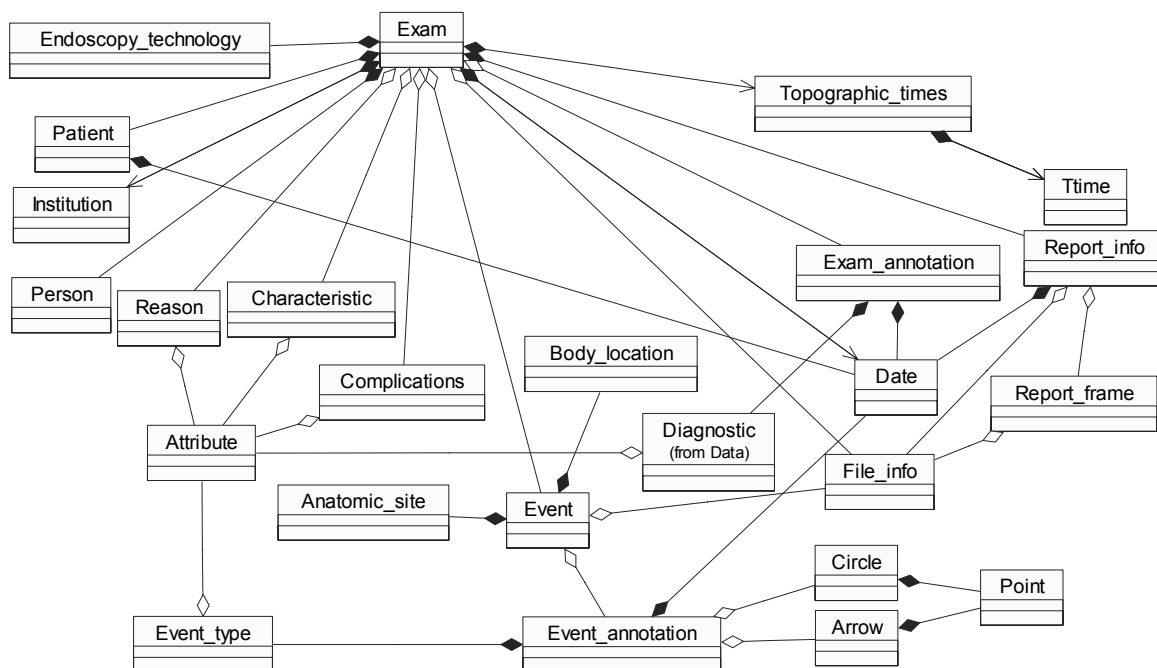 Exam
Endoscopy_technology
Topographic_times
Patient
Ttime
Institution
Report_info
Exam_annotation
Person
Reason
Characteristic
Body_location
Complications
Date
Report_frame
Attribute
Diagnostic
(from Data)
File_info
Anatomic_site
Event
Circle
Point
Event_type
Event_annotation
Arrow